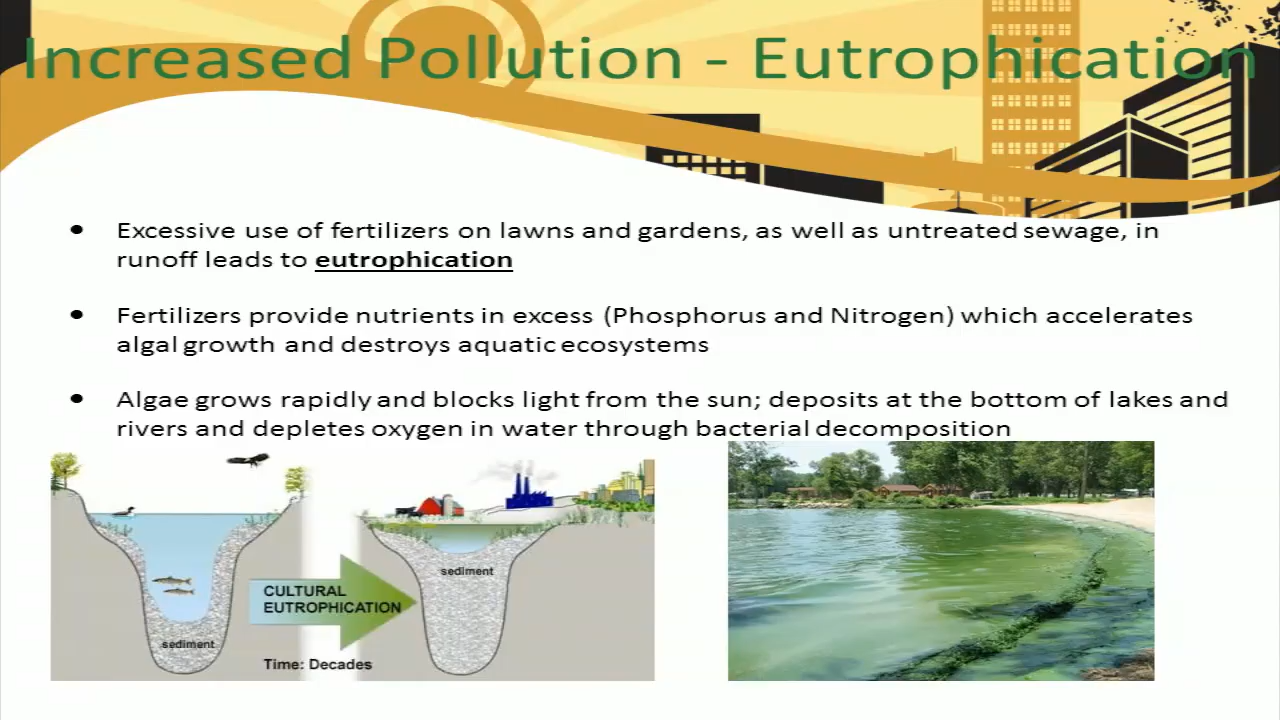 Increased Pollution - Eutrophication
• Excessive use of fertilizers on lawns and gardens, as well as untreated sewage, in
runoff leads to eutrophication
• Fertilizers provide nutrients in excess (Phosphorus and Nitrogen) which accelerates
algal growth and destroys aquatic ecosystems
• Algae grows rapidly and blocks light from the sun; deposits at the bottom of lakes and
rivers and depletes oxygen in water through bacterial decomposition
sediment
CULTURAL
EUTROPHICATION
sediment
Time: Decades